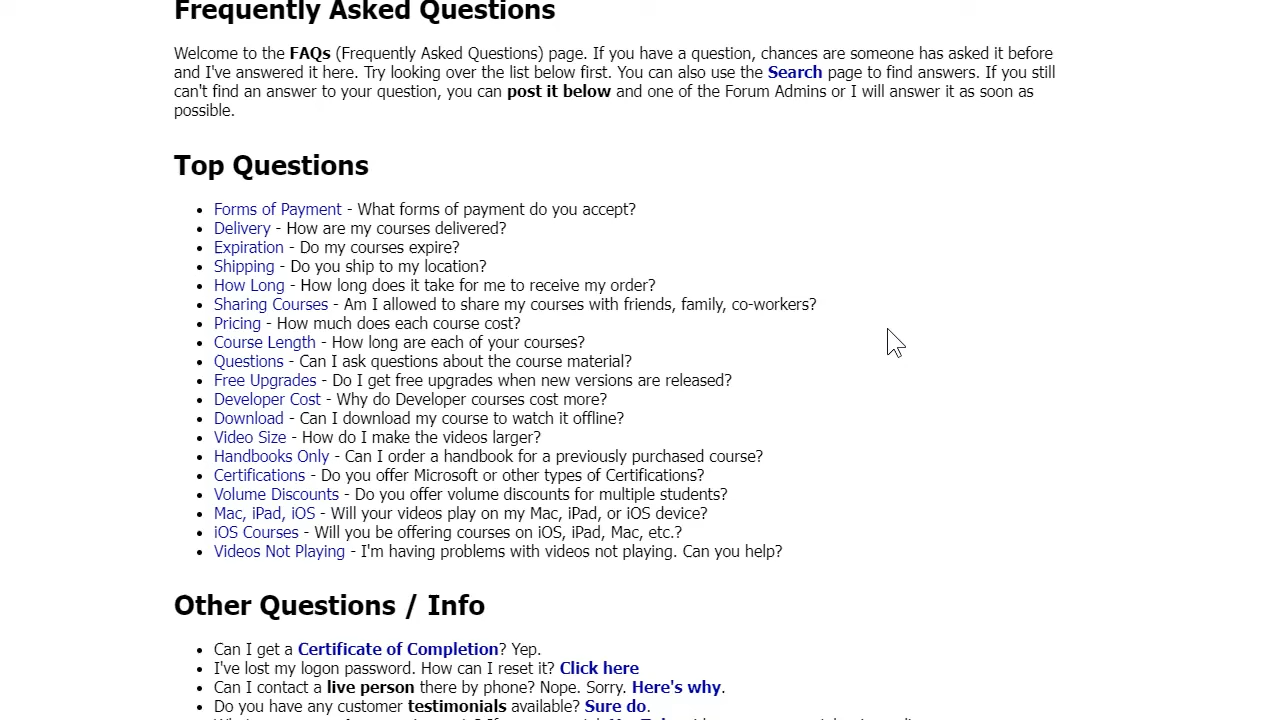 Frequently Asked Questions
Welcome to the FAQs (Frequently Asked Questions) page. If you have a question, chances are someone has asked it before
and I've answered it here. Try looking over the list below first. You can also use the Search page to find answers. If you still
can't find an answer to your question, you can post it below and one of the Forum Admins or I will answer it as soon as
possible.
Top Questions
• Forms of Payment - What forms of payment do you accept?
• Delivery - How are my courses delivered?
• Expiration - Do my courses expire?
• Shipping - Do you ship to my location?
• How Long - How long does it take for me to receive my order?
• Sharing Courses - Am I allowed to share my courses with friends, family, co-workers?
• Pricing - How much does each course cost?
• Course Length - How long are each of your courses?
• Questions - Can I ask questions about the course material?
• Free Upgrades - Do I get free upgrades when new versions are released?
• Developer Cost - Why do Developer courses cost more?
• Download - Can I download my course to watch it offline?
• Video Size - How do I make the videos larger?
• Handbooks Only - Can I order a handbook for a previously purchased course?
• Certifications - Do you offer Microsoft or other types of Certifications?
• Volume Discounts - Do you offer volume discounts for multiple students?
• Mac, iPad, iOS - Will your videos play on my Mac, iPad, or iOS device?
• iOS Courses - Will you be offering courses on iOS, iPad, Mac, etc.?
• Videos Not Playing - I'm having problems with videos not playing. Can you help?
Other Questions / Info
• Can I get a Certificate of Completion? Yep.
• I've lost my logon password. How can I reset it? Click here
• Can I contact a live person there by phone? Nope. Sorry. Here's why.
• Do you have any customer testimonials available? Sure do.